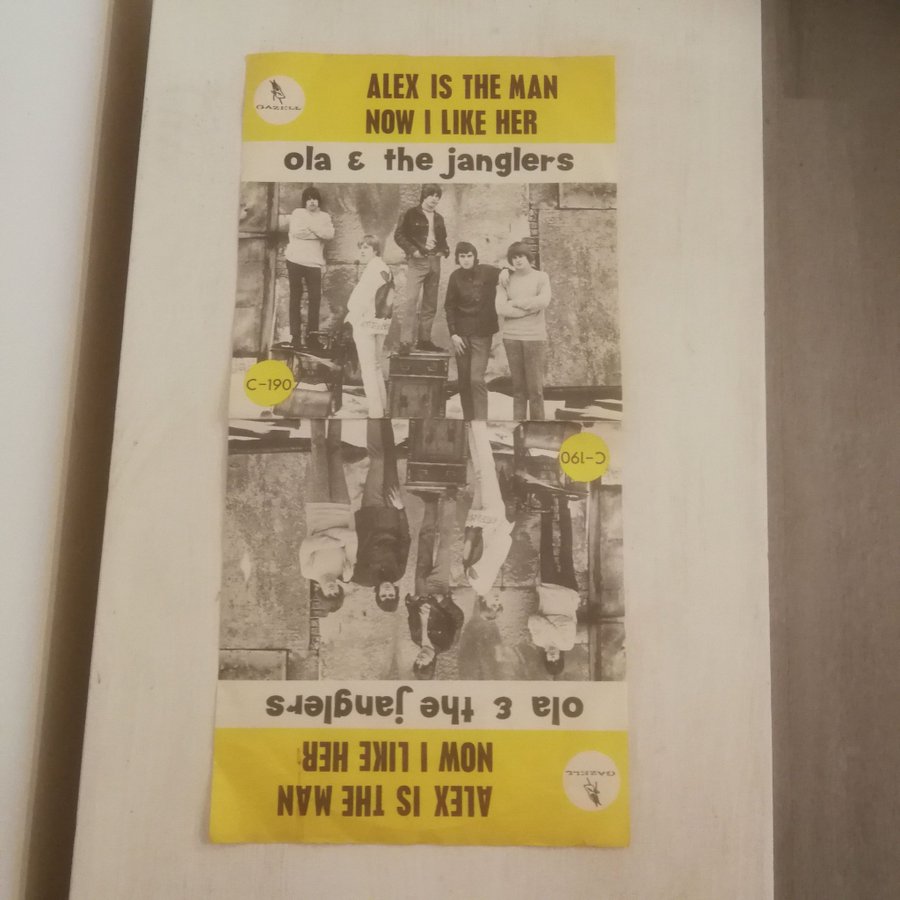 GAZELL
ALEX IS THE MAN
NOW I LIKE HER
ola & the janglers
C-190
C-190
ola & the janglers
NOW I LIKE HER
ALEX IS THE MAN
GAZELL